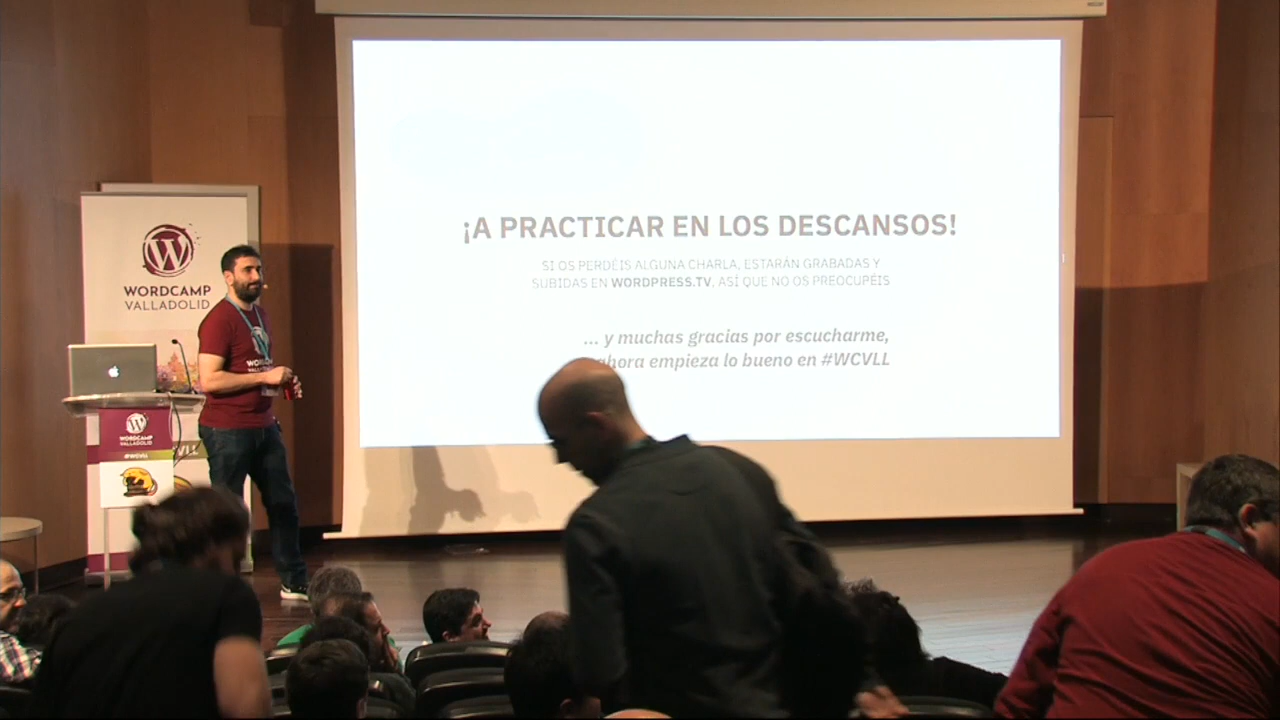 ¡A PRACTICAR EN LOS DESCANSOS!
SI OS PERDÉIS ALGUNA CHARLA, ESTARÁN GRABADAS Y
SUBIDAS EN WORDPRESS.TV, ASÍ QUE NO OS PREOCUPÉIS
... y muchas gracias por escucharme,
ahora empieza lo bueno en #WCVLL
WORDCAMP
VALLADOLID
WORDCAMP
VALLADOLID
#WCVLL